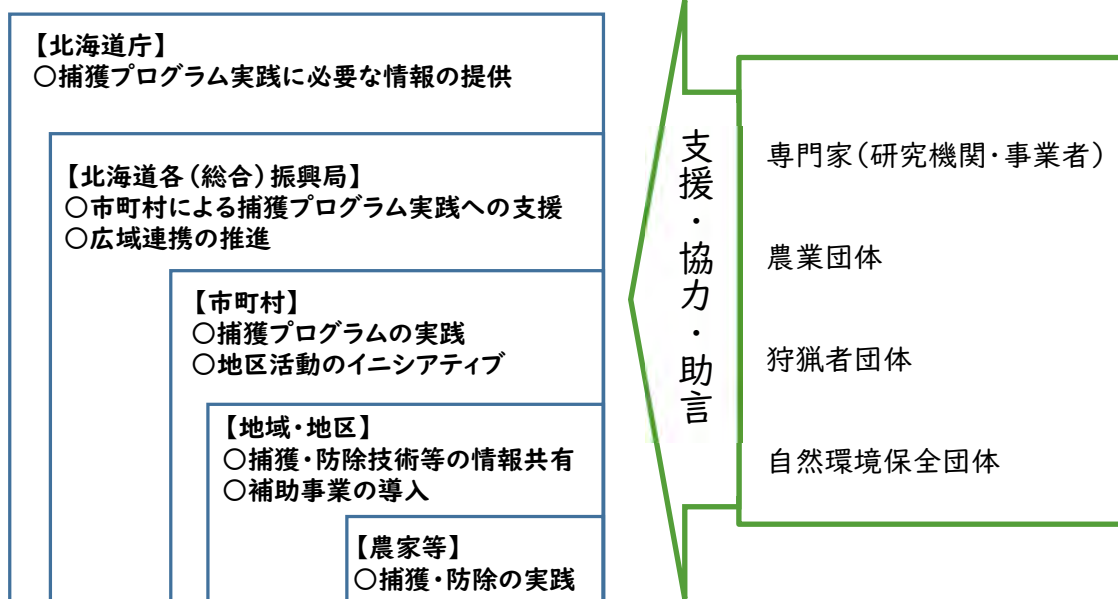 【北海道庁】
○捕獲プログラム実践に必要な情報の提供
【北海道各(総合)振興局】
○市町村による捕獲プログラム実践への支援
○広域連携の推進
【市町村】
○捕獲プログラムの実践
○地区活動のイニシアティブ
【地域・地区】
○捕獲・防除技術等の情報共有
○補助事業の導入
【農家等】
○捕獲・防除の実践
支援・協力・助言
専門家(研究機関・事業者)
農業団体
狩猟者団体
自然環境保全団体